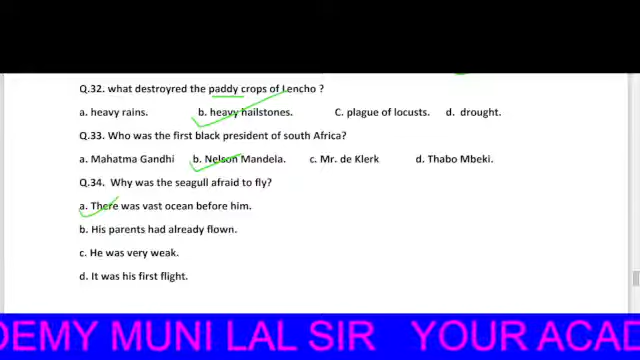 Q.32. what destroyred the paddy crops of Lencho ?
a. heavy rains. b. heavy hailstones. C. plague of locusts. d. drought.
Q.33. Who was the first black president of south Africa?
a. Mahatma Gandhi b. Nelson Mandela. c. Mr. de Klerk d. Thabo Mbeki.
Q.34. Why was the seagull afraid to fly?
a. There was vast ocean before him.
b. His parents had already flown.
c. He was very weak.
d. It was his first flight.
DEMY MUNI LAL SIR YOUR ACAD